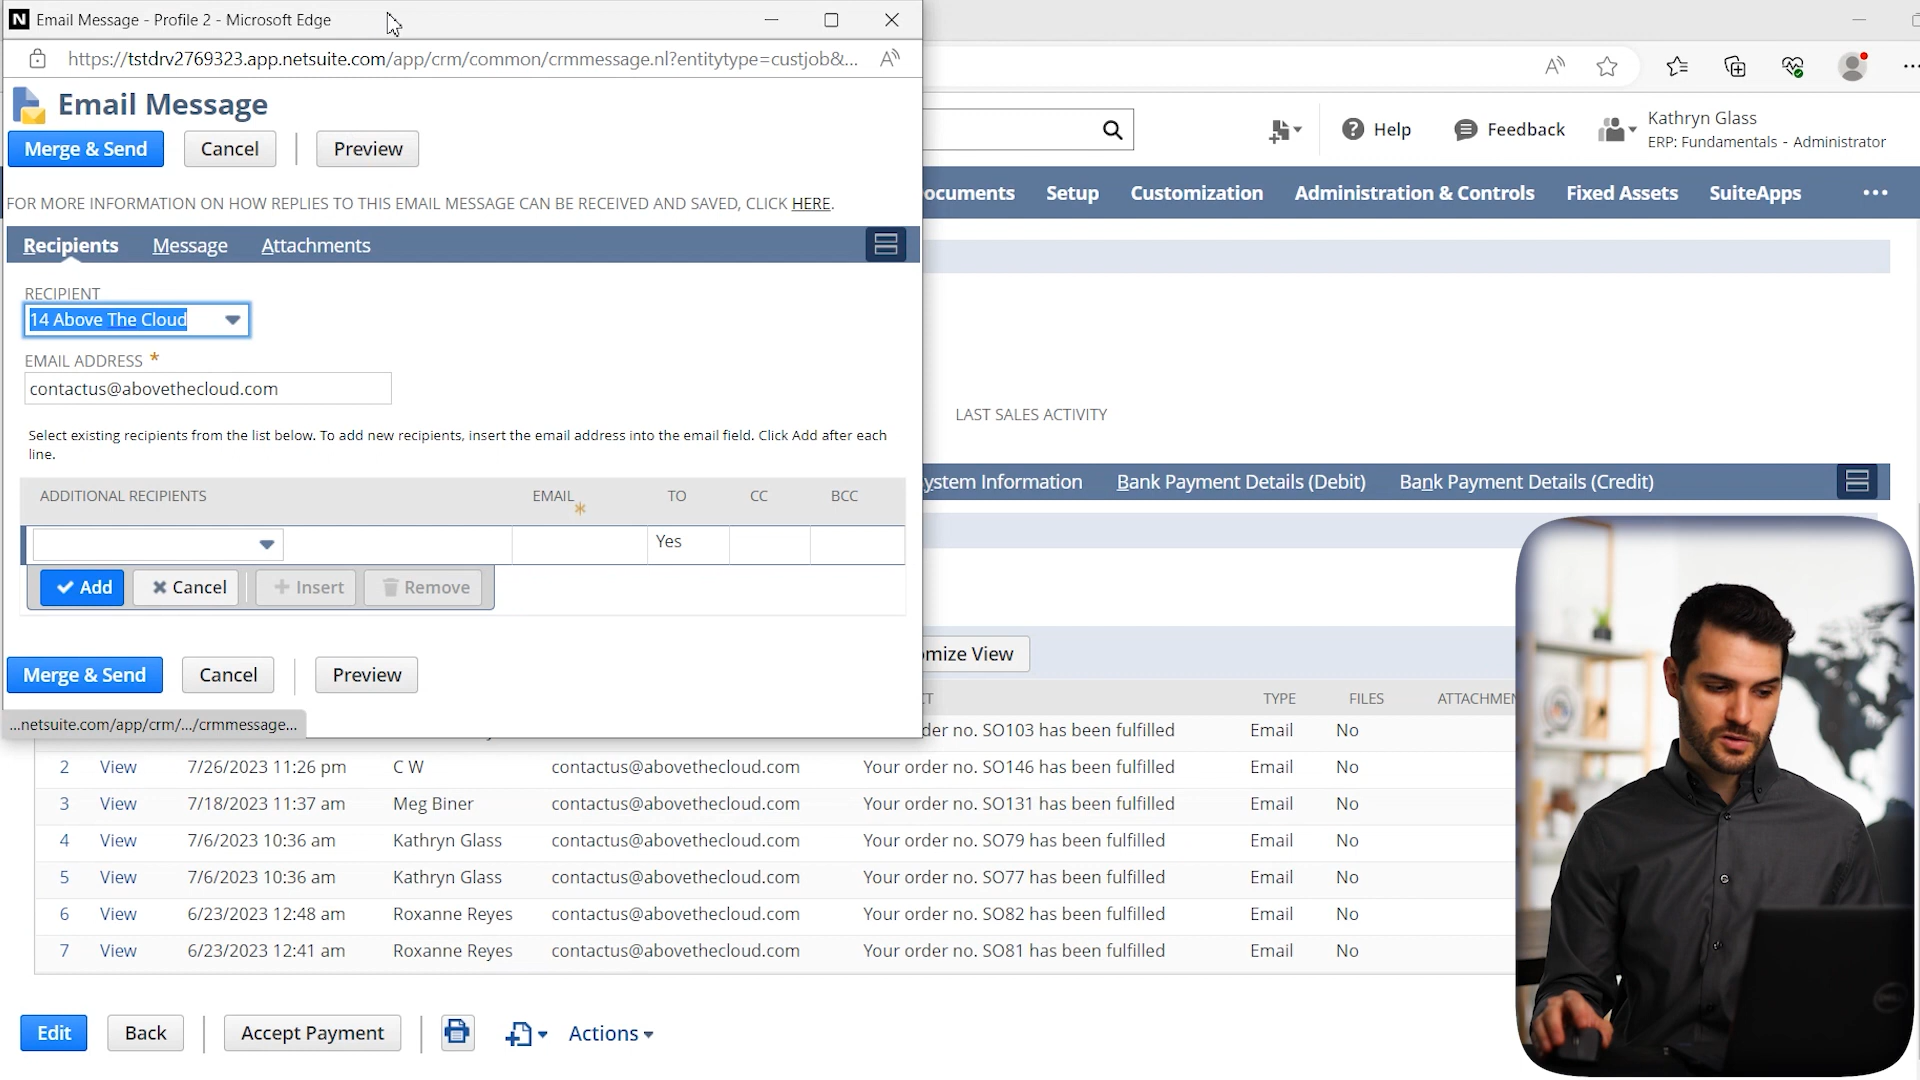 Email Message - Profile 2 - Microsoft Edge
https://tstdrv2769323.app.netsuite.com/app/crm/common/crmmessage.nl?entitytype=custjob&...
Email Message
Merge & Send
Cancel
Preview
FOR MORE INFORMATION ON HOW REPLIES TO THIS EMAIL MESSAGE CAN BE RECEIVED AND SAVED, CLICK HERE.
Recipients Message Attachments
RECIPIENT
14 Above The Cloud
EMAIL ADDRESS *
contactus@abovethecloud.com
Select existing recipients from the list below. To add new recipients, insert the email address into the email field. Click Add after each
line.
ADDITIONAL RECIPIENTS EMAIL * TO CC BCC
Yes
Add Cancel Insert Remove
Merge & Send
Cancel
Preview
...netsuite.com/app/crm/.../crmmessage...
Help
Feedback
Kathryn Glass
ERP: Fundamentals - Administrator
ocuments Setup Customization Administration & Controls Fixed Assets SuiteApps
LAST SALES ACTIVITY
ystem Information Bank Payment Details (Debit) Bank Payment Details (Credit)
omize View
CT TYPE FILES ATTACHMEN
der no. SO103 has been fulfilled Email No
2 View 7/26/2023 11:26 pm C W contactus@abovethecloud.com Your order no. SO146 has been fulfilled Email No
3 View 7/18/2023 11:37 am Meg Biner contactus@abovethecloud.com Your order no. SO131 has been fulfilled Email No
4 View 7/6/2023 10:36 am Kathryn Glass contactus@abovethecloud.com Your order no. SO79 has been fulfilled Email No
5 View 7/6/2023 10:36 am Kathryn Glass contactus@abovethecloud.com Your order no. SO77 has been fulfilled Email No
6 View 6/23/2023 12:48 am Roxanne Reyes contactus@abovethecloud.com Your order no. SO82 has been fulfilled Email No
7 View 6/23/2023 12:41 am Roxanne Reyes contactus@abovethecloud.com Your order no. SO81 has been fulfilled Email No
Edit
Back
Accept Payment
Actions